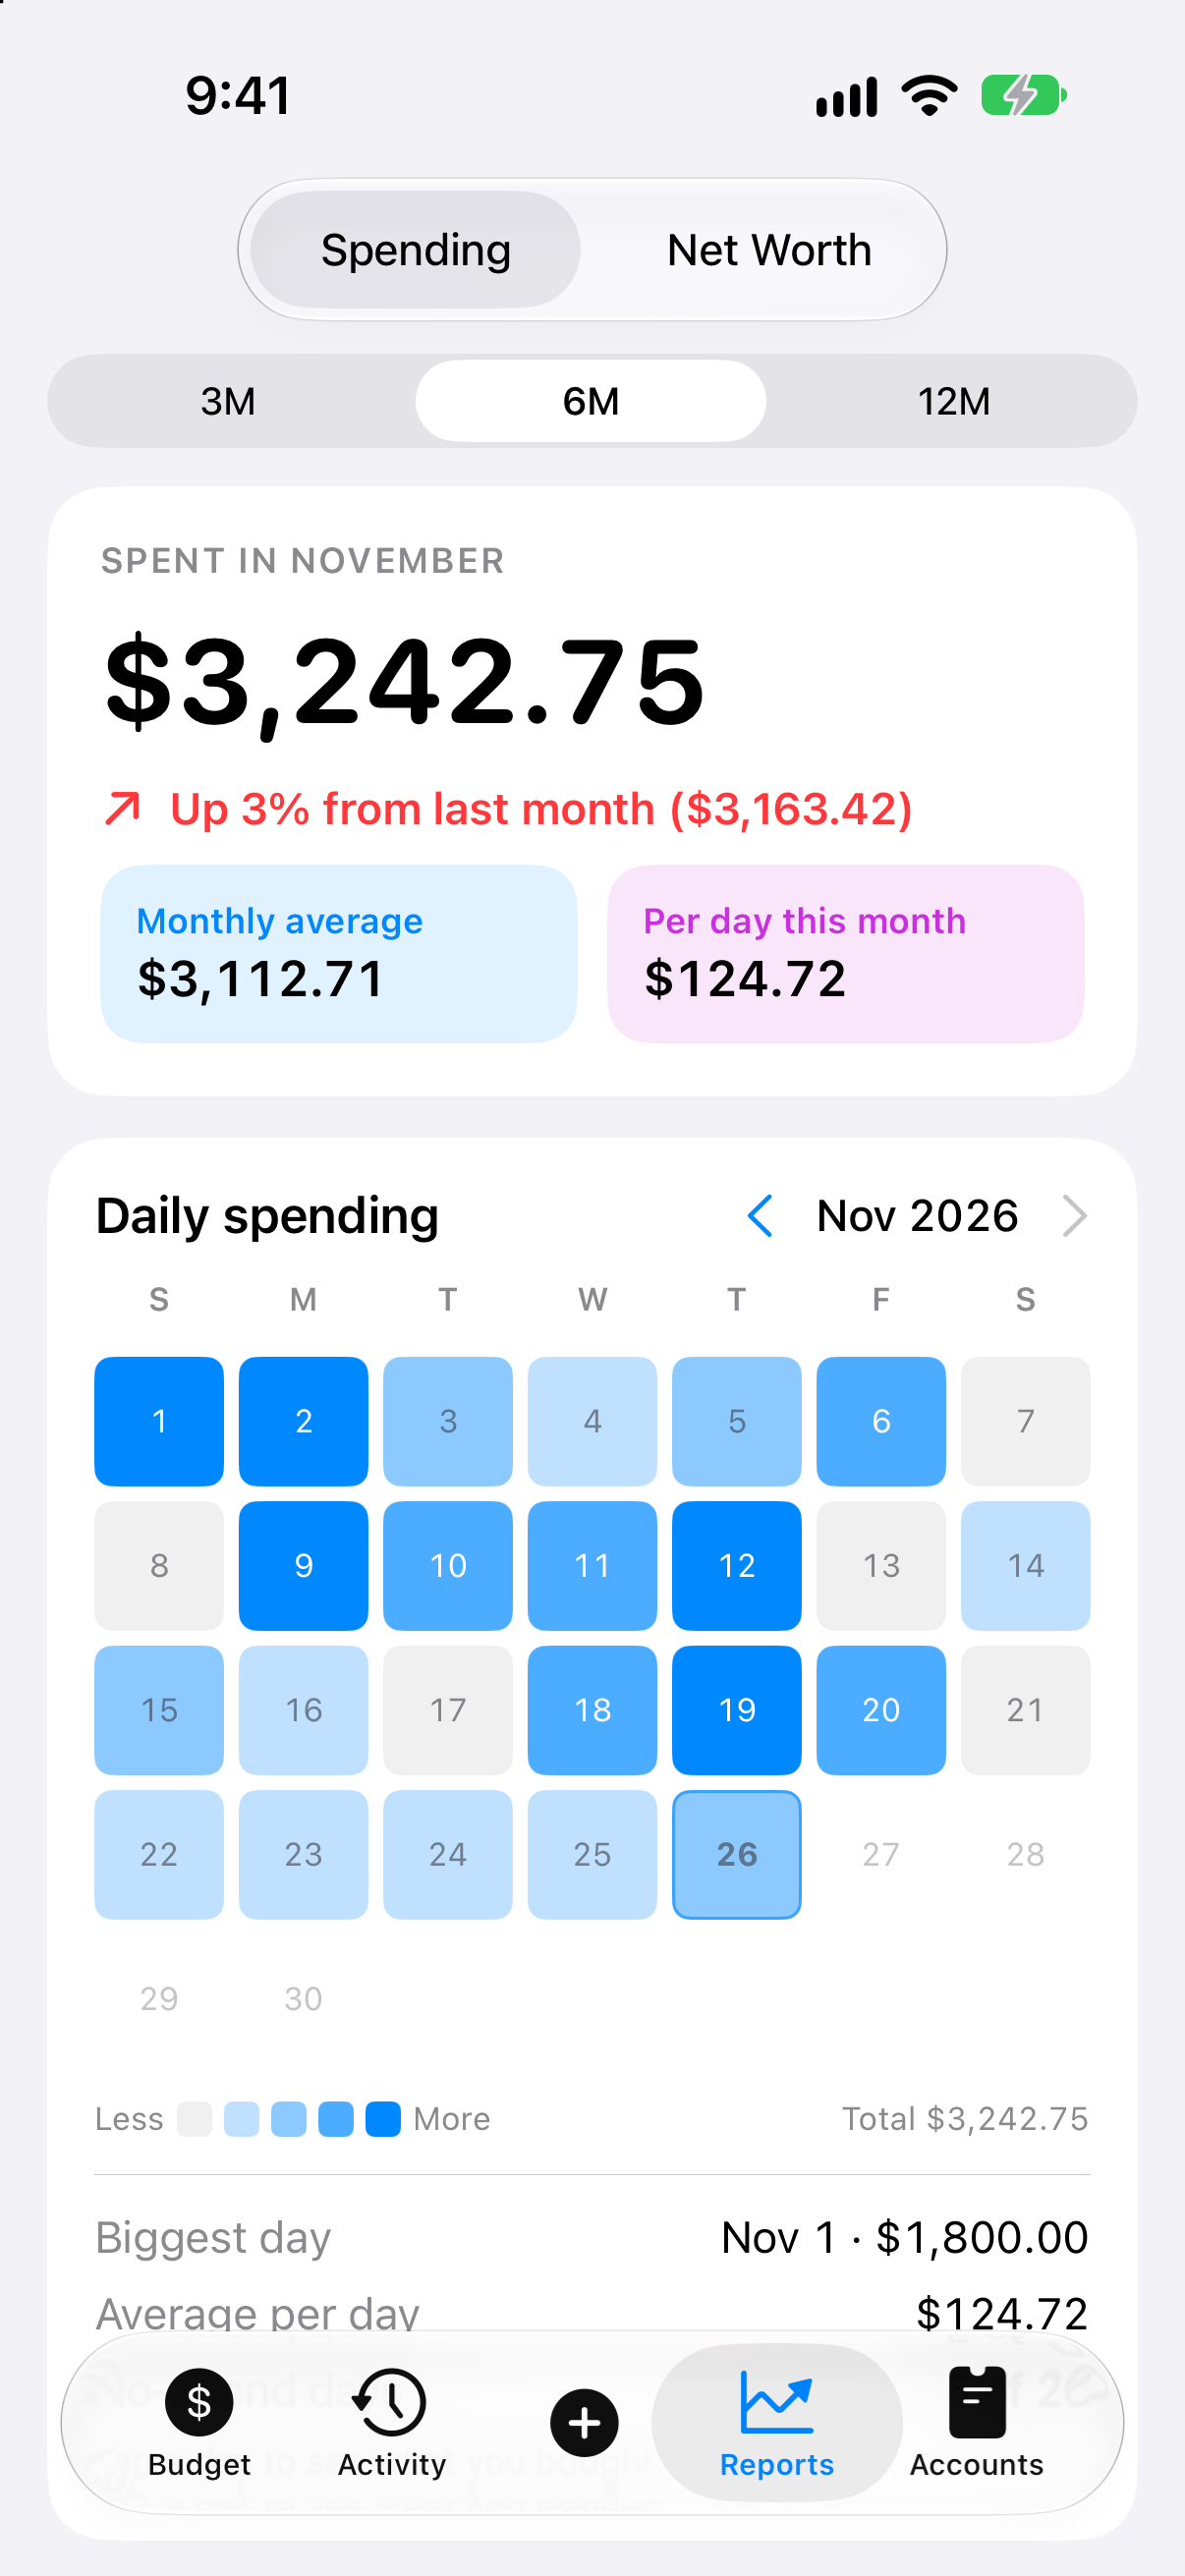 9:41
Spending Net Worth
3M 6M 12M
SPENT IN NOVEMBER
$3,242.75
Up 3% from last month ($3,163.42)
Monthly average Per day this month
$3,112.71 $124.72
Daily spending Nov 2026
S M T W T F S
1 2 3 4 5 6 7
8 9 10 11 12 13 14
15 16 17 18 19 20 21
22 23 24 25 26 27 28
29 30
Less More Total $3,242.75
Biggest day Nov 1 · $1,800.00
Average per day $124.72
$
Budget Activity Reports Accounts